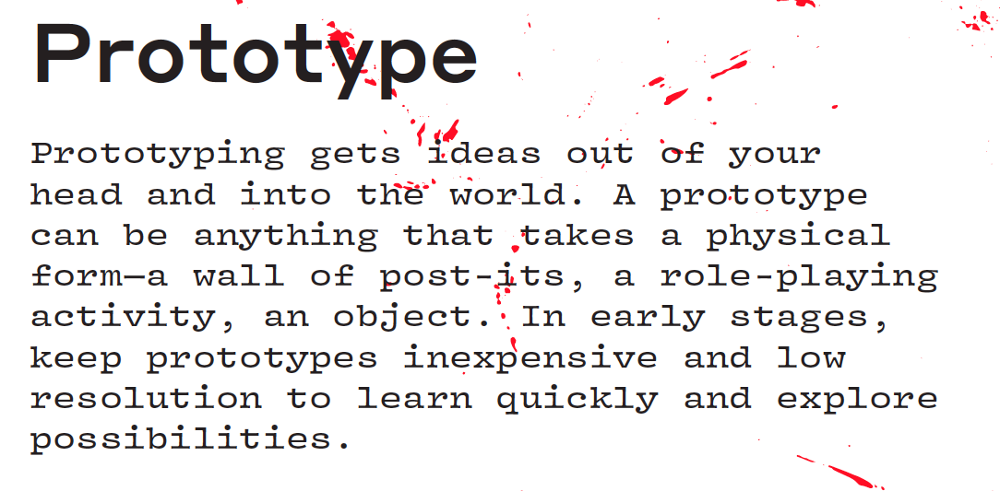 Prototype
Prototyping gets ideas out of your
head and into the world. A prototype
can be anything that takes a physical
form—a wall of post-its, a role-playing
activity, an object. In early stages,
keep prototypes inexpensive and low
resolution to learn quickly and explore
possibilities.